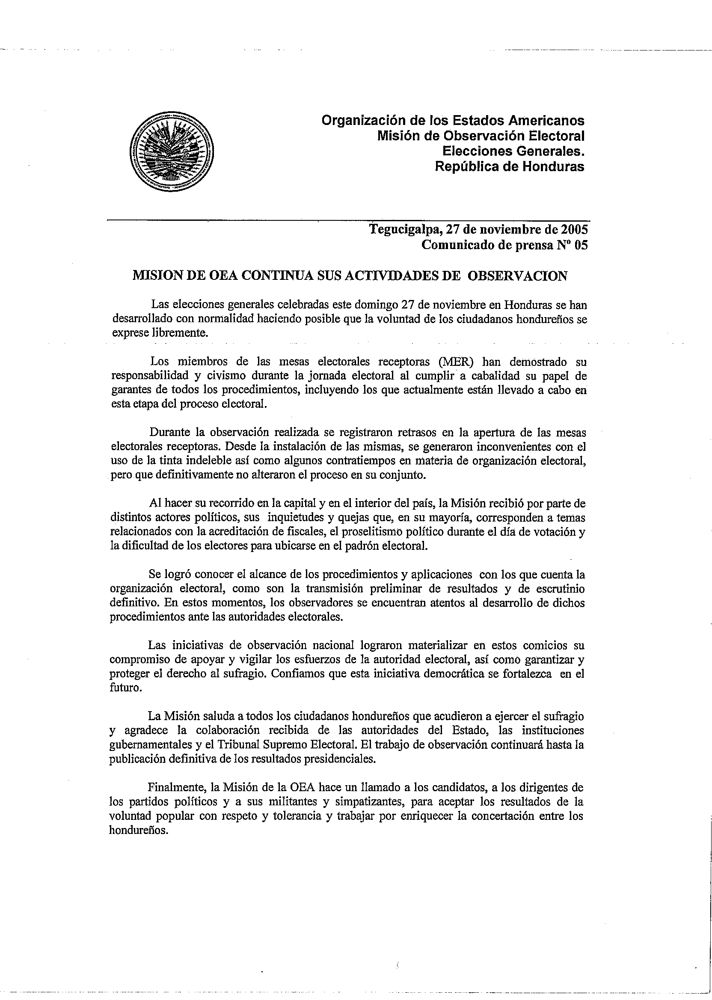 Organización de los Estados Americanos
Misión de Observación Electoral
Elecciones Generales.
República de Honduras
Tegucigalpa, 27 de noviembre de 2005
Comunicado de prensa Nº 05
MISION DE OEA CONTINUA SUS ACTIVIDADES DE OBSERVACION
Las elecciones generales celebradas este domingo 27 de noviembre en Honduras se han
desarrollado con normalidad haciendo posible que la voluntad de los ciudadanos hondureños se
exprese libremente.
Los miembros de las mesas electorales receptoras (MER) han demostrado su
responsabilidad y civismo durante la jornada electoral al cumplir a cabalidad su papel de
garantes de todos los procedimientos, incluyendo los que actualmente están llevado a cabo en
esta etapa del proceso electoral.
Durante la observación realizada se registraron retrasos en la apertura de las mesas
electorales receptoras. Desde la instalación de las mismas, se generaron inconvenientes con el
uso de la tinta indeleble así como algunos contratiempos en materia de organización electoral,
pero que definitivamente no alteraron el proceso en su conjunto.
Al hacer su recorrido en la capital y en el interior del país, la Misión recibió por parte de
distintos actores políticos, sus inquietudes y quejas que, en su mayoría, corresponden a temas
relacionados con la acreditación de fiscales, el proselitismo político durante el día de votación y
la dificultad de los electores para ubicarse en el padrón electoral.
Se logró conocer el alcance de los procedimientos y aplicaciones con los que cuenta la
organización electoral, como son la transmisión preliminar de resultados y de escrutinio
definitivo. En estos momentos, los observadores se encuentran atentos al desarrollo de dichos
procedimientos ante las autoridades electorales.
Las iniciativas de observación nacional lograron materializar en estos comicios su
compromiso de apoyar y vigilar los esfuerzos de la autoridad electoral, así como garantizar y
proteger el derecho al sufragio. Confiamos que esta iniciativa democrática se fortalezca en el
futuro.
La Misión saluda a todos los ciudadanos hondureños que acudieron a ejercer el sufragio
y agradece la colaboración recibida de las autoridades del Estado, las instituciones
gubernamentales y el Tribunal Supremo Electoral. El trabajo de observación continuará hasta la
publicación definitiva de los resultados presidenciales.
Finalmente, la Misión de la OEA hace un llamado a los candidatos, a los dirigentes de
los partidos políticos y a sus militantes y simpatizantes, para aceptar los resultados de la
voluntad popular con respeto y tolerancia y trabajar por enriquecer la concertación entre los
hondureños.